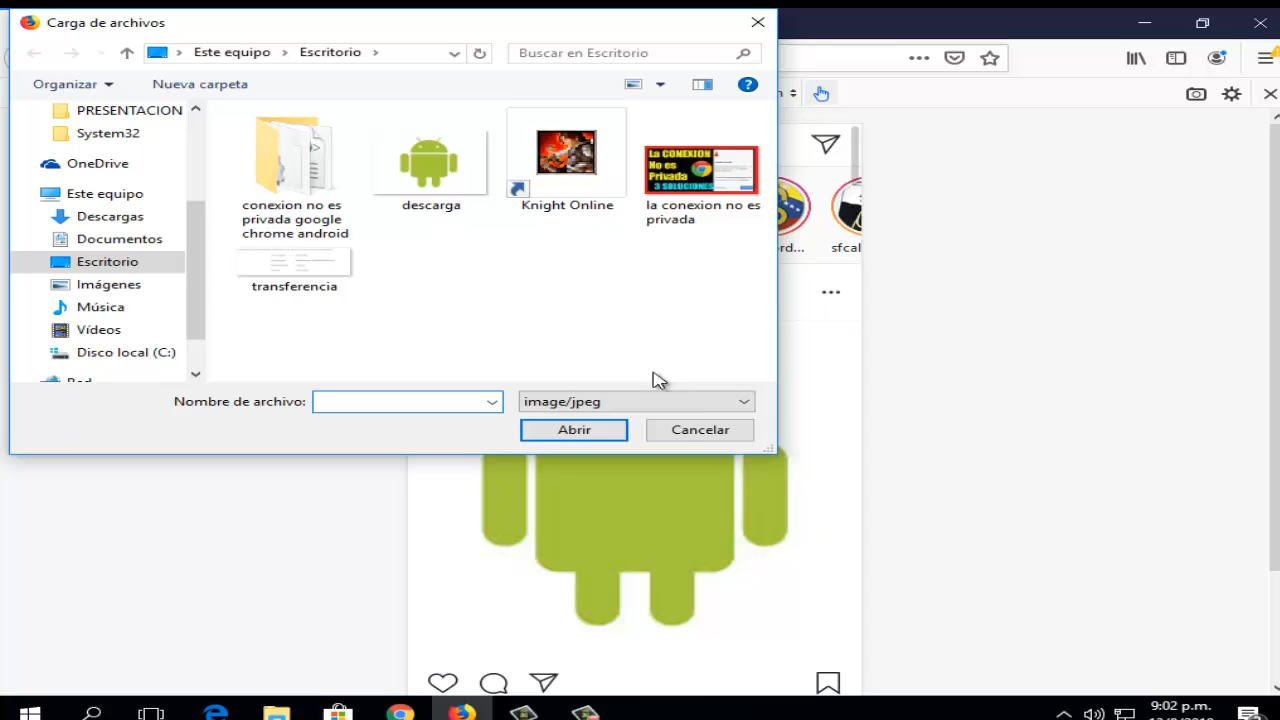 Carga de archivos
Este equipo
Escritorio
Buscar en Escritorio
Organizar
Nueva carpeta
PRESENTACION
System32
OneDrive
Este equipo
Descargas
Documentos
Escritorio
Imágenes
Música
Vídeos
Disco local (C:)
conexion no es
privada google
chrome android
descarga
Knight Online
La CONEXION
No es
Privada
3 SOLUCIONES
la conexion no es
privada
transferencia
Nombre de archivo:
image/jpeg
Abrir
Cancelar
rd...
sfcal
9:02 p.m.